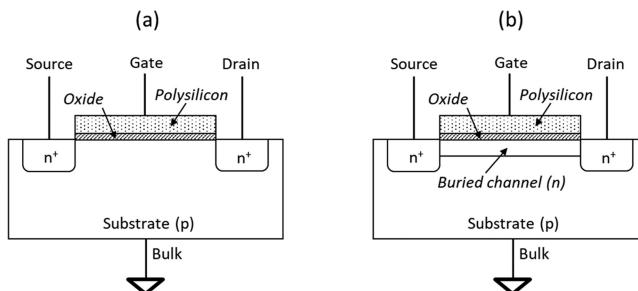 (a)
Source
Gate
Drain
Oxide
Polysilicon
n+
n+
Substrate (p)
Bulk
(b)
Source
Gate
Drain
Oxide
Polysilicon
n+
n+
Buried channel (n)
Substrate (p)
Bulk